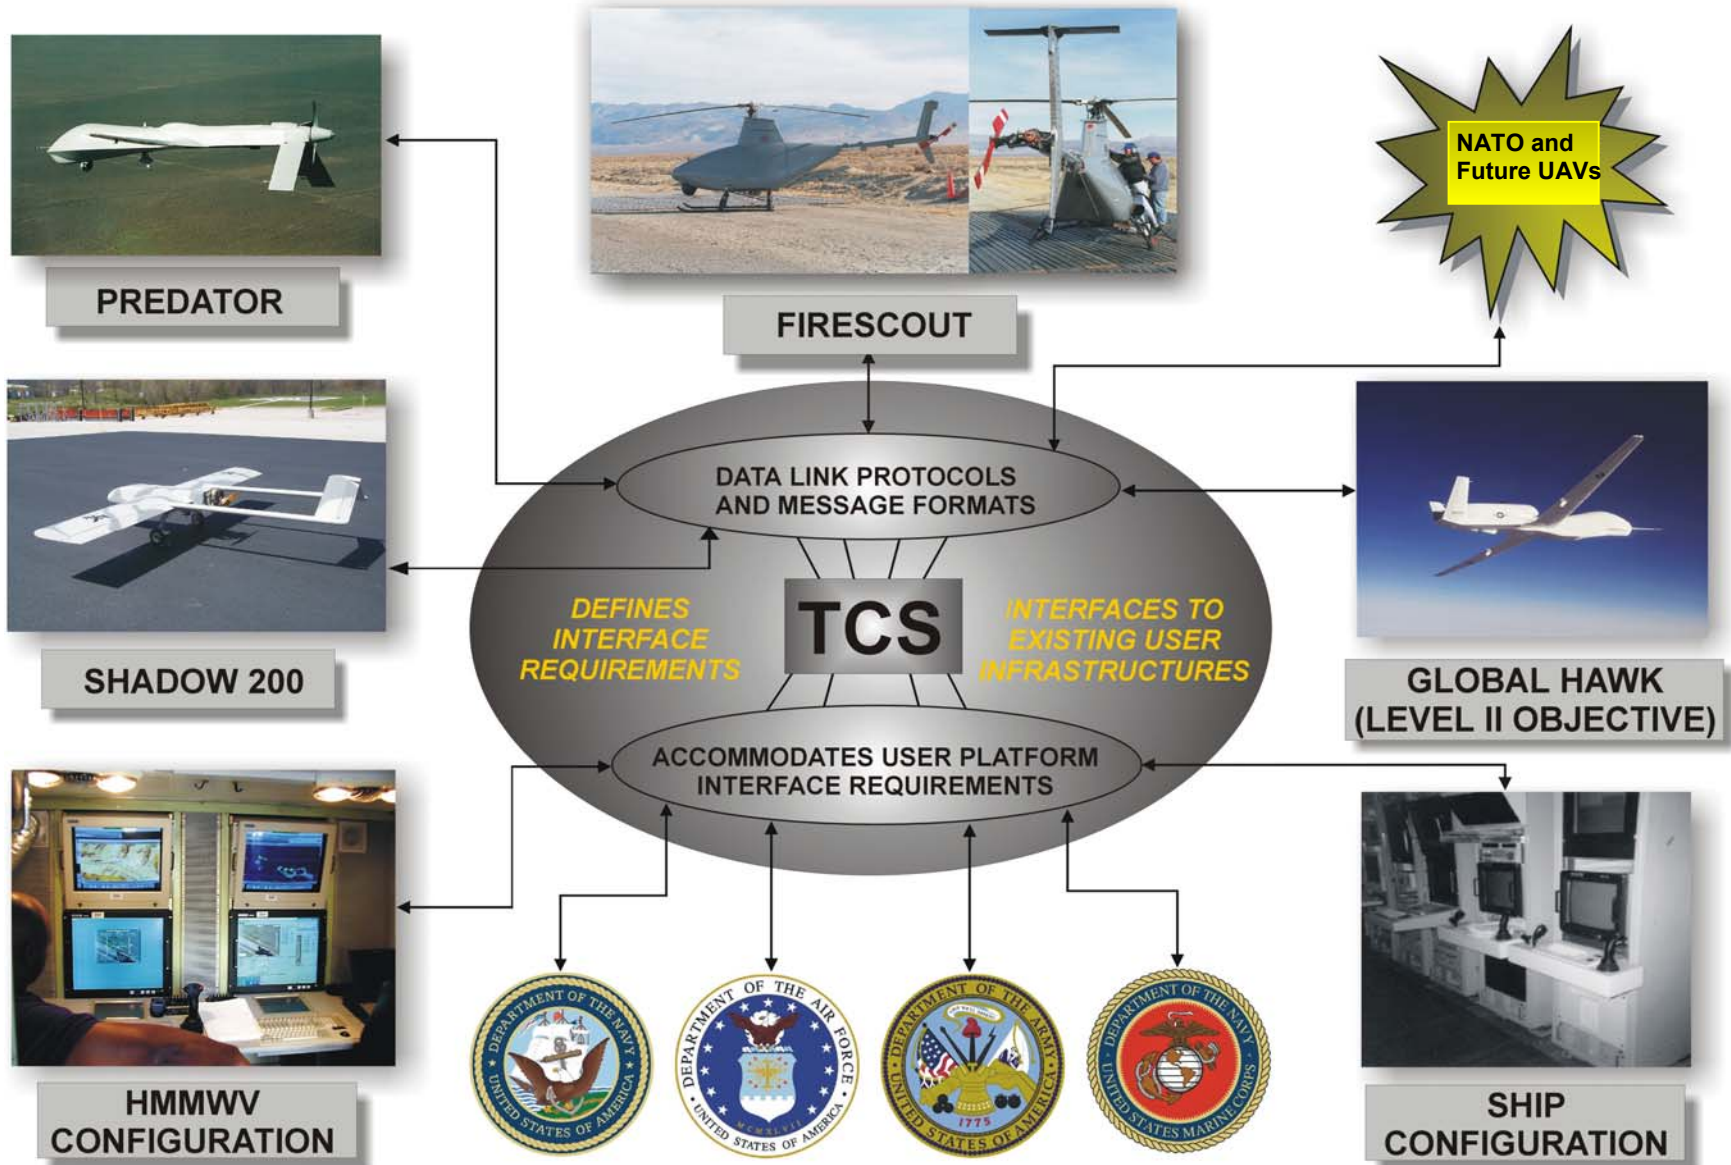 PREDATOR
FIRESCOUT
NATO and
Future UAVs
SHADOW 200
GLOBAL HAWK
(LEVEL II OBJECTIVE)
DATA LINK PROTOCOLS
AND MESSAGE FORMATS
TCS
DEFINES
INTERFACE
REQUIREMENTS
INTERFACES TO
EXISTING USER
INFRASTRUCTURES
ACCOMMODATES USER PLATFORM
INTERFACE REQUIREMENTS
HMMWV
CONFIGURATION
DEPARTMENT OF THE NAVY
UNITED STATES OF AMERICA
DEPARTMENT OF THE AIR FORCE
MCMXLVII
UNITED STATES OF AMERICA
DEPARTMENT OF THE ARMY
1775
UNITED STATES OF AMERICA
DEPARTMENT OF THE NAVY
UNITED STATES MARINE CORPS
SHIP
CONFIGURATION